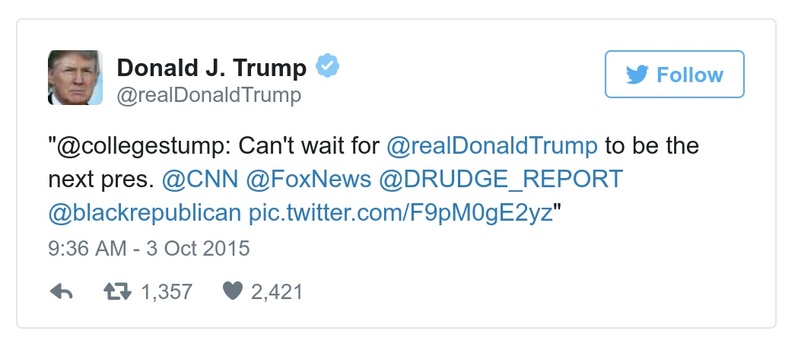 Donald J. Trump
Follow
@realDonaldTrump
"@collegestump: Can't wait for @realDonaldTrump to be the
next pres. @CNN @FoxNews @DRUDGE_REPORT
@blackrepublican pic.twitter.com/F9pM0gE2yz"
9:36 AM - 3 Oct 2015
1,357 2,421